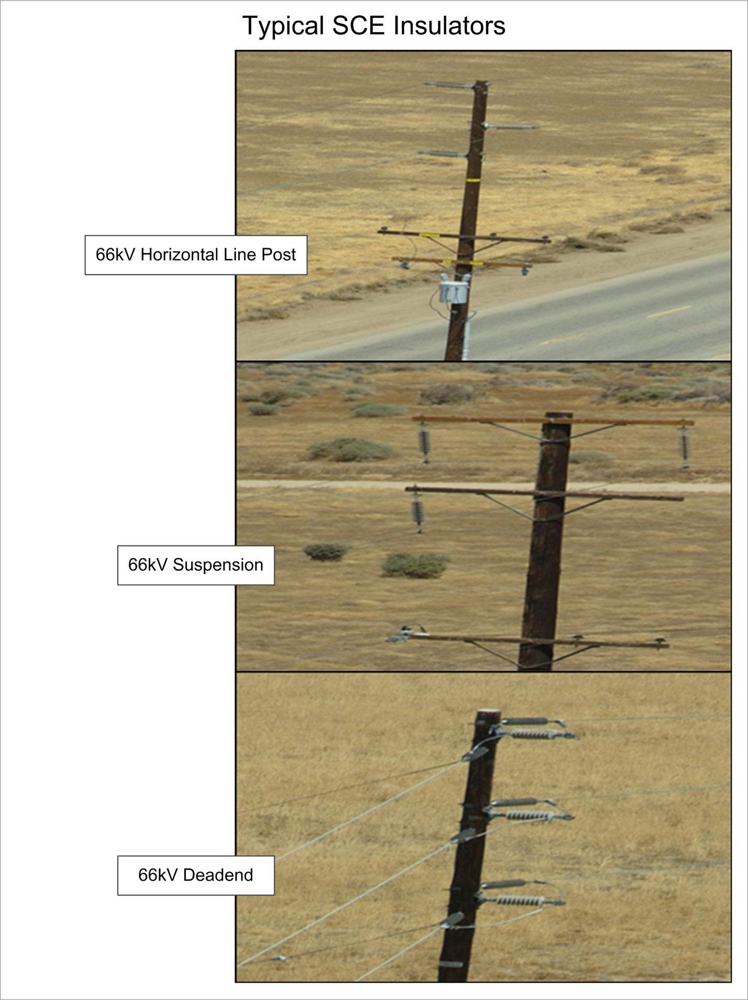 Typical SCE Insulators
66kV Horizontal Line Post
66kV Suspension
66kV Deadend